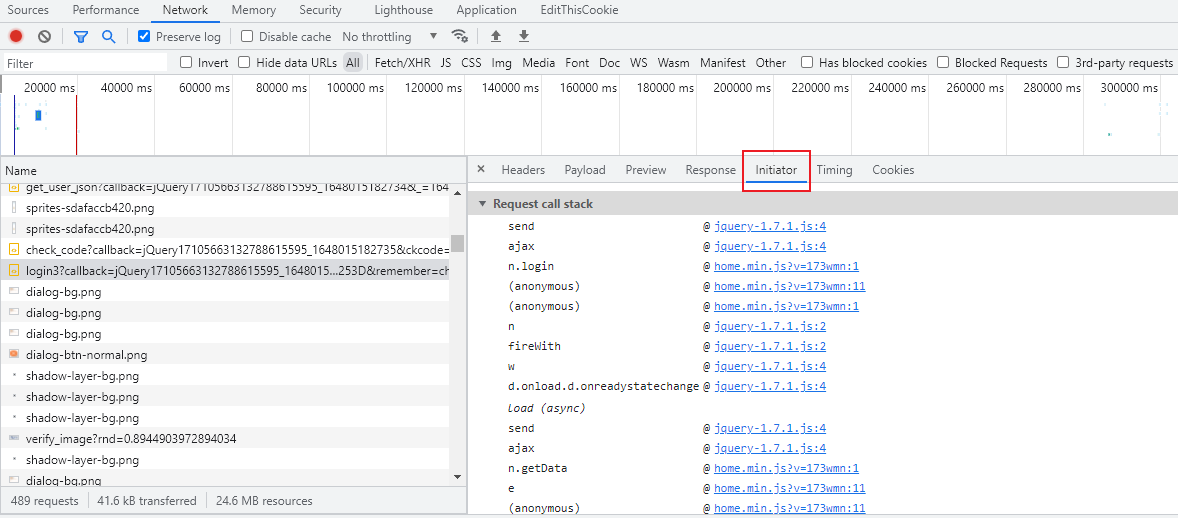 Sources Performance Network Memory Security Lighthouse Application EditThisCookie
Preserve log Disable cache No throttling
Filter Invert Hide data URLs All Fetch/XHR JS CSS Img Media Font Doc WS Wasm Manifest Other Has blocked cookies Blocked Requests 3rd-party requests
20000 ms 40000 ms 60000 ms 80000 ms 100000 ms 120000 ms 140000 ms 160000 ms 180000 ms 200000 ms 220000 ms 240000 ms 260000 ms 280000 ms 300000 ms
Name
get_user_json?callback=jQuery17105663132788615595_1648015182734&_=164
sprites-sdafaccb420.png
sprites-sdafaccb420.png
check_code?callback=jQuery17105663132788615595_1648015182735&ckcode=
login3?callback=jQuery17105663132788615595_1648015...253D&remember=ch
dialog-bg.png
dialog-bg.png
dialog-bg.png
dialog-btn-normal.png
shadow-layer-bg.png
shadow-layer-bg.png
shadow-layer-bg.png
verify_image?rnd=0.8944903972894034
shadow-layer-bg.png
dialog-bg.png
489 requests 41.6 kB transferred 24.6 MB resources
× Headers Payload Preview Response Initiator Timing Cookies
Request call stack
send @ jquery-1.7.1.js:4
ajax @ jquery-1.7.1.js:4
n.login @ home.min.js?v=173wmn:1
(anonymous) @ home.min.js?v=173wmn:11
(anonymous) @ home.min.js?v=173wmn:1
n @ jquery-1.7.1.js:2
fireWith @ jquery-1.7.1.js:2
w @ jquery-1.7.1.js:4
d.onload.d.onreadystatechange @ jquery-1.7.1.js:4
load (async)
send @ jquery-1.7.1.js:4
ajax @ jquery-1.7.1.js:4
n.getData @ home.min.js?v=173wmn:1
e @ home.min.js?v=173wmn:11
(anonymous) @ home.min.js?v=173wmn:11